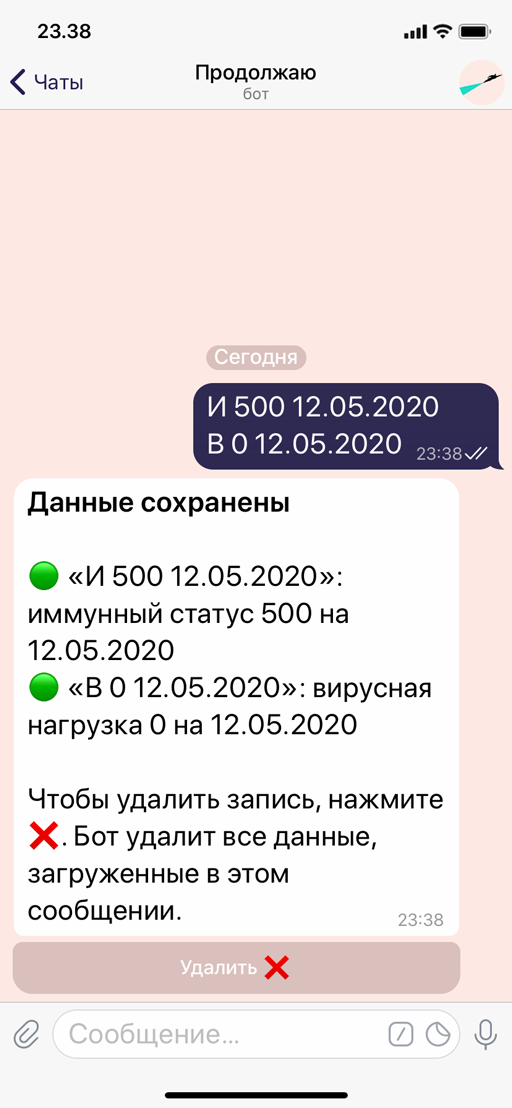 23.38
Чаты
Продолжаю
бот
Сегодня
И 500 12.05.2020
В 0 12.05.2020
23:38
Данные сохранены
«И 500 12.05.2020»:
иммунный статус 500 на
12.05.2020
«В 0 12.05.2020»: вирусная
нагрузка 0 на 12.05.2020
Чтобы удалить запись, нажмите
❌. Бот удалит все данные,
загруженные в этом
сообщении.
23:38
Удалить ❌
Сообщение...